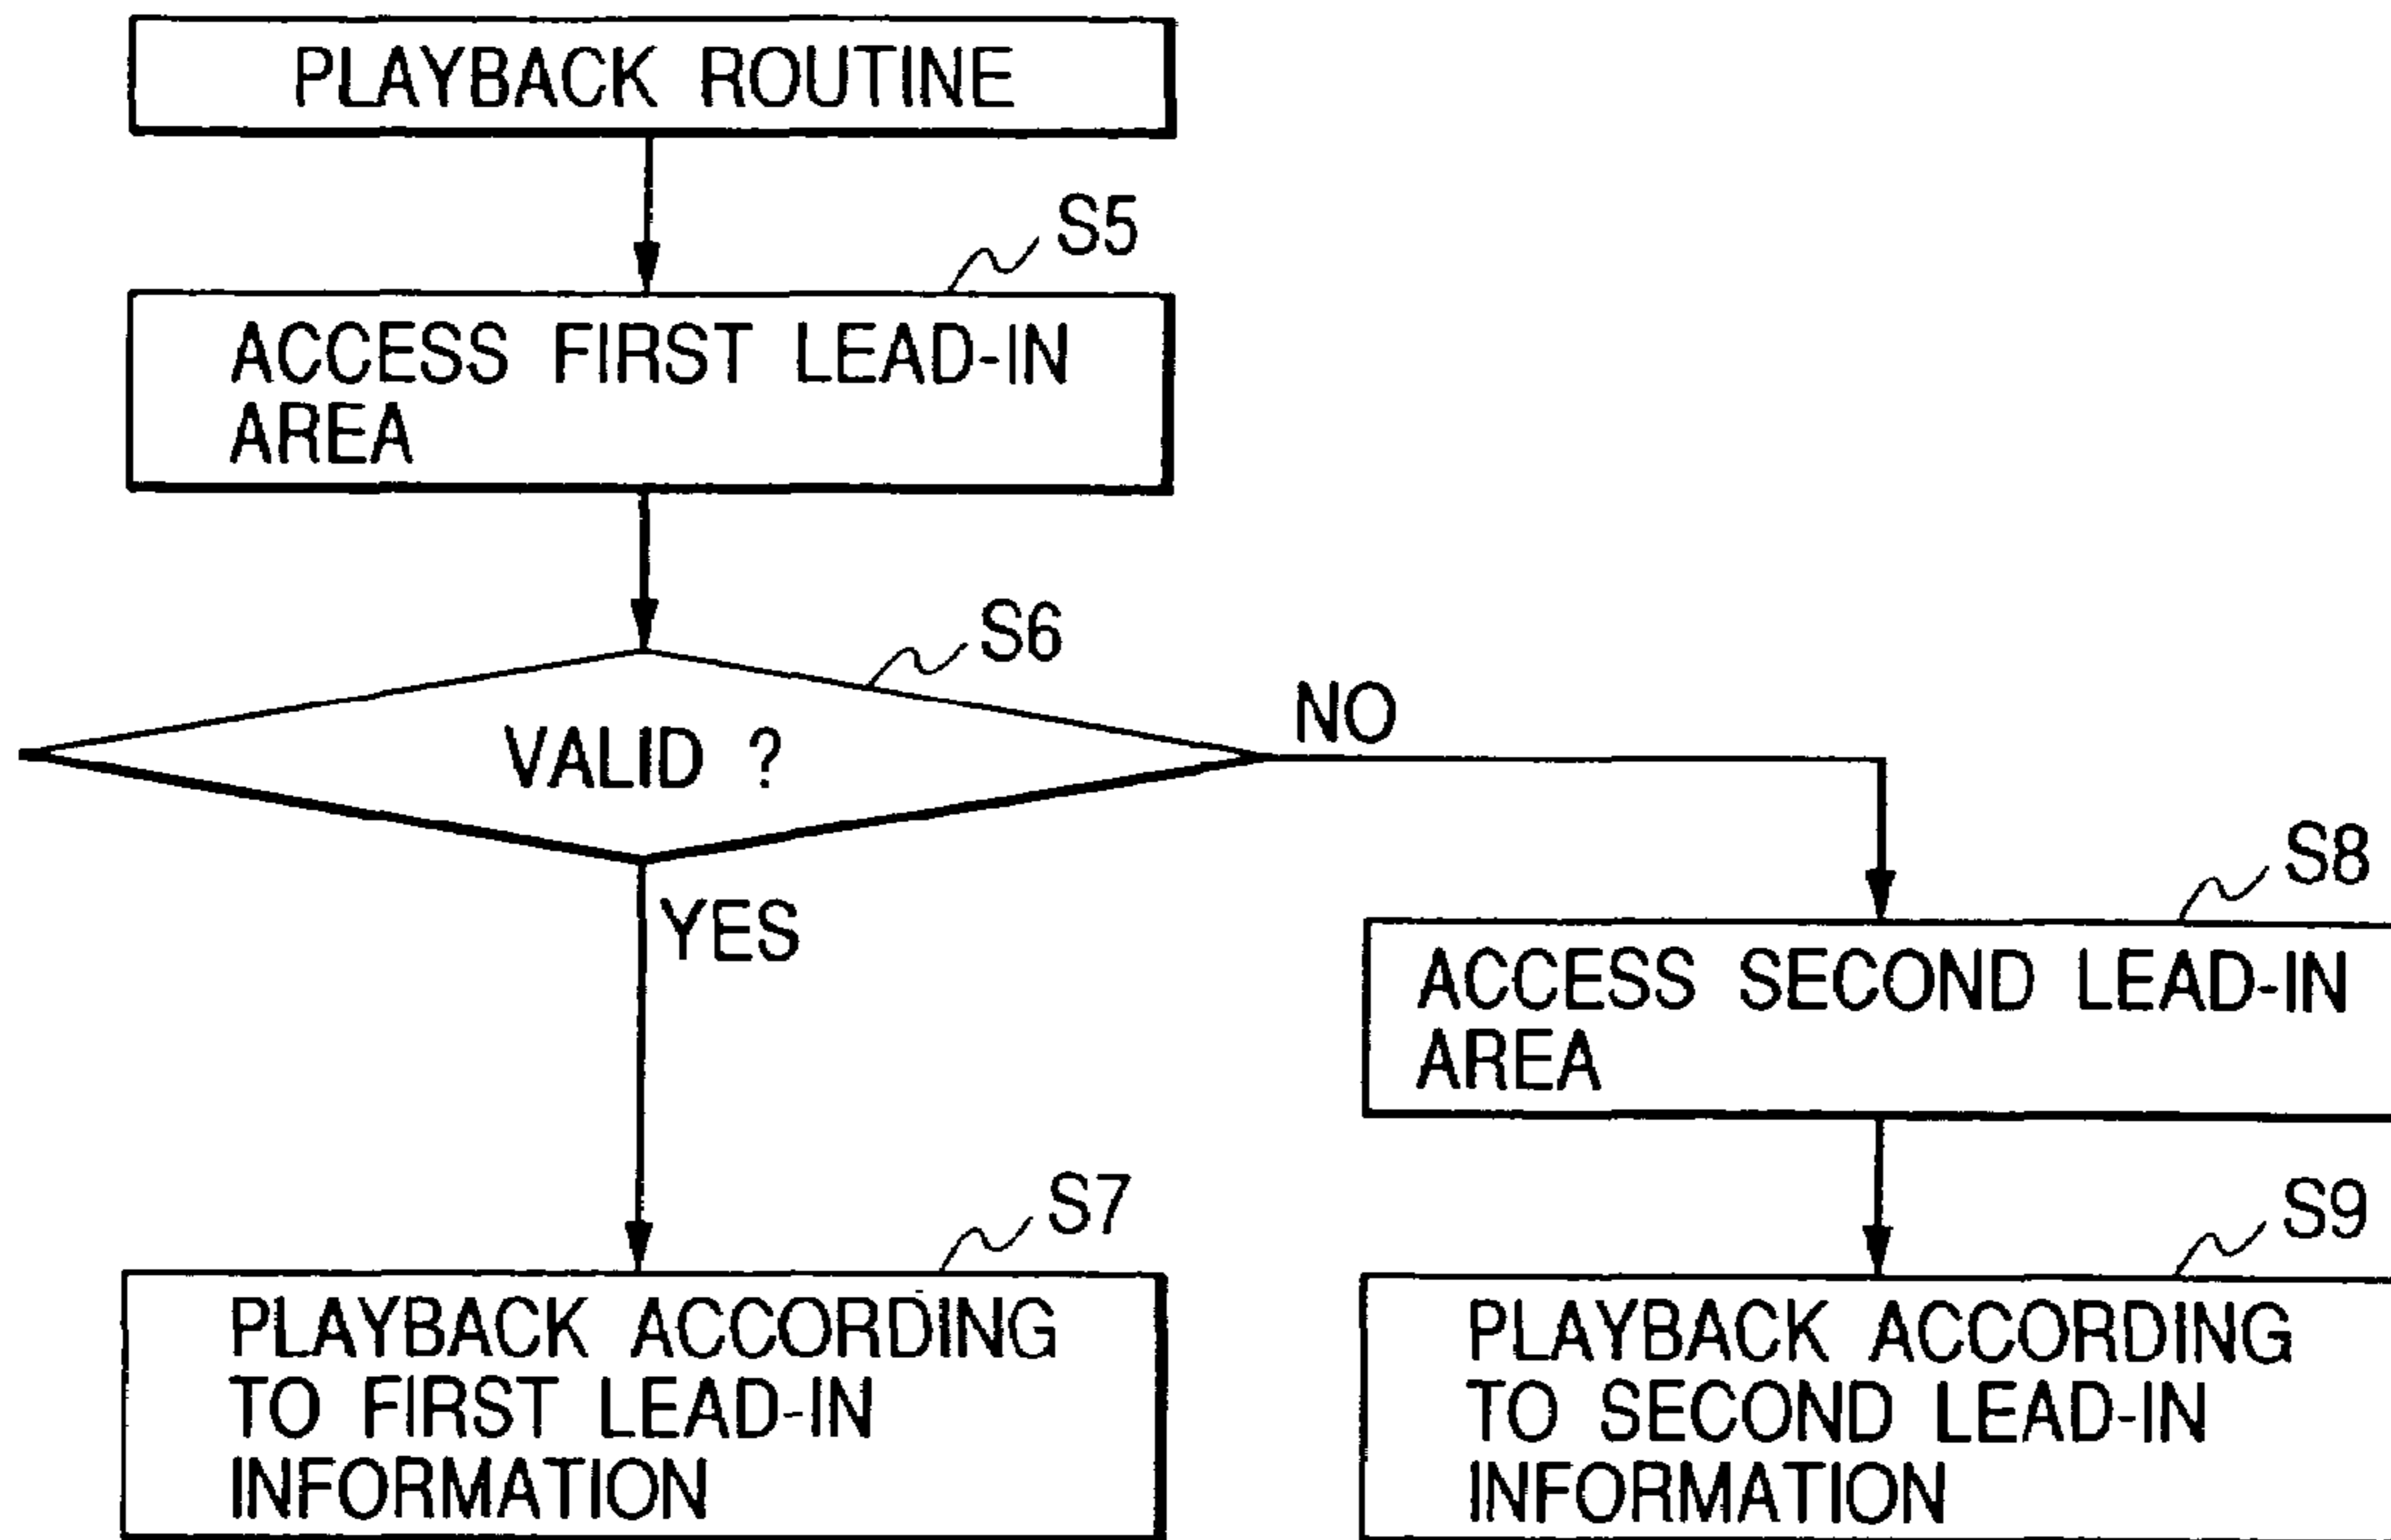 PLAYBACK ROUTINE
S5
ACCESS FIRST LEAD-IN
AREA
S6
VALID ?
NO
YES
S8
ACCESS SECOND LEAD-IN
AREA
S7
PLAYBACK ACCORDING
TO FIRST LEAD-IN
INFORMATION
S9
PLAYBACK ACCORDING
TO SECOND LEAD-IN
INFORMATION